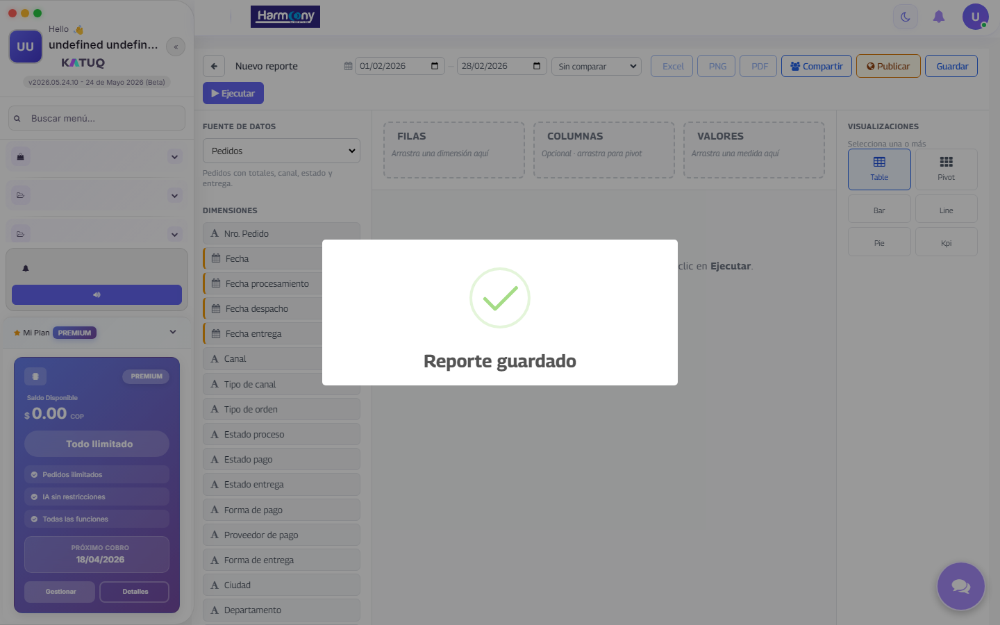 Hello 👋
UU
undefined undefin...
«
KATUQ
v2026.05.24.10 - 24 de Mayo 2026 (Beta)
Buscar menú...
Mi Plan PREMIUM
PREMIUM
Saldo Disponible
$ 0.00 COP
Todo Ilimitado
Pedidos ilimitados
IA sin restricciones
Todas las funciones
PRÓXIMO COBRO
18/04/2026
Gestionar
Detalles
Harmony
U
Nuevo reporte
01/02/2026
—
28/02/2026
Sin comparar
Excel
PNG
PDF
Compartir
Publicar
Guardar
Ejecutar
FUENTE DE DATOS
Pedidos
Pedidos con totales, canal, estado y
entrega.
DIMENSIONES
A Nro. Pedido
Fecha
Fecha procesamiento
Fecha despacho
Fecha entrega
A Canal
A Tipo de canal
A Tipo de orden
A Estado proceso
A Estado pago
A Estado entrega
A Forma de pago
A Proveedor de pago
A Forma de entrega
A Ciudad
A Departamento
FILAS
Arrastra una dimensión aquí
COLUMNAS
Opcional · arrastra para pivot
VALORES
Arrastra una medida aquí
clic en Ejecutar.
Reporte guardado
VISUALIZACIONES
Selecciona una o más
Table
Pivot
Bar
Line
Pie
Kpi